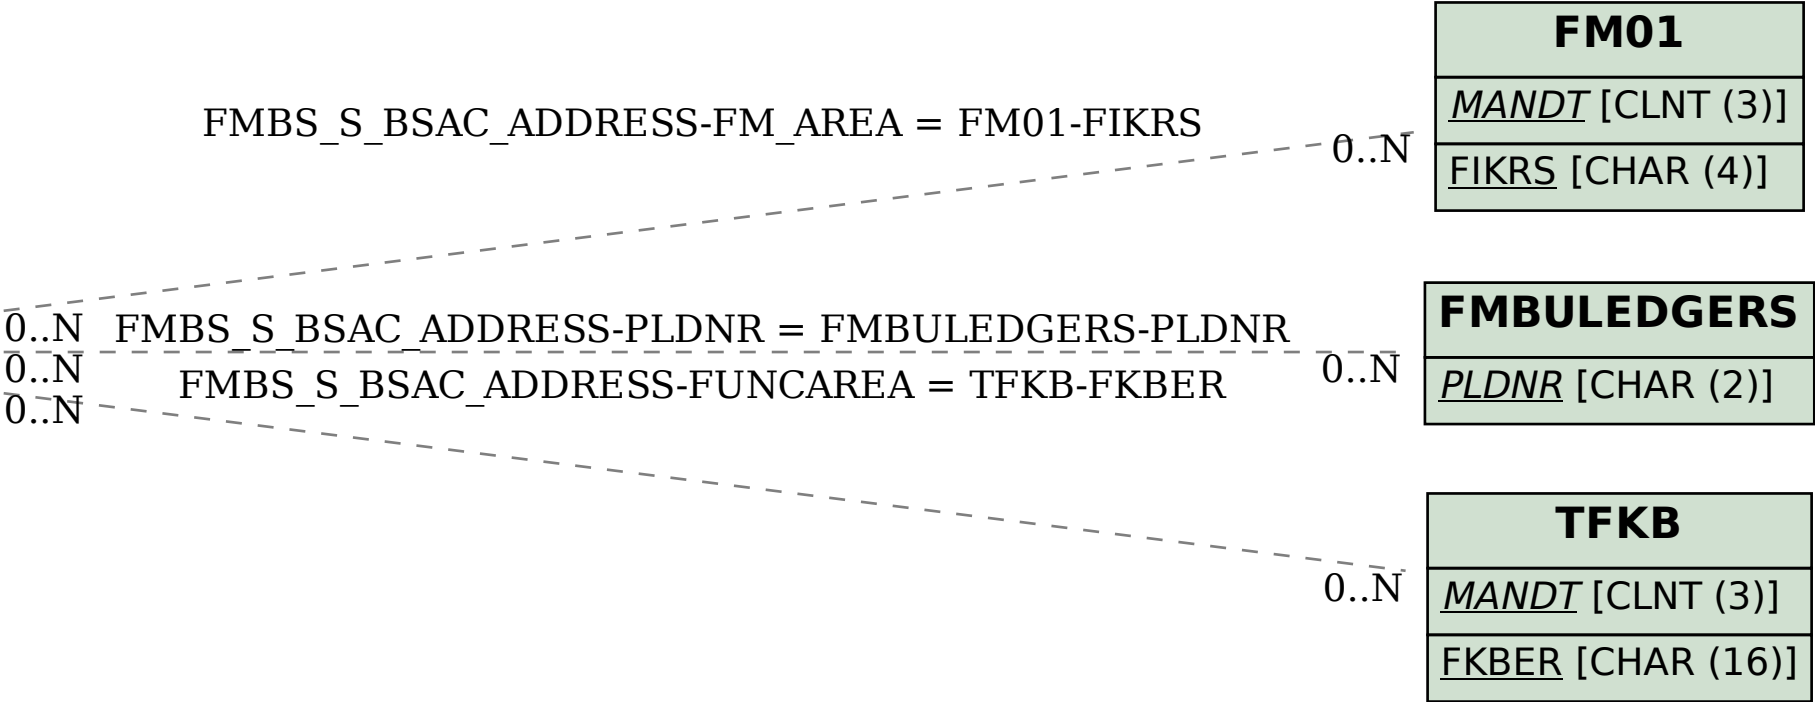 FM01
MANDT [CLNT (3)]
FIKRS [CHAR (4)]
FMBS_S_BSAC_ADDRESS-FM_AREA = FM01-FIKRS
0..N
0..N
FMBS_S_BSAC_ADDRESS-PLDNR = FMBULEDGERS-PLDNR
0..N
0..N
FMBULEDGERS
PLDNR [CHAR (2)]
FMBS_S_BSAC_ADDRESS-FUNCAREA = TFKB-FKBER
0..N
0..N
TFKB
MANDT [CLNT (3)]
FKBER [CHAR (16)]